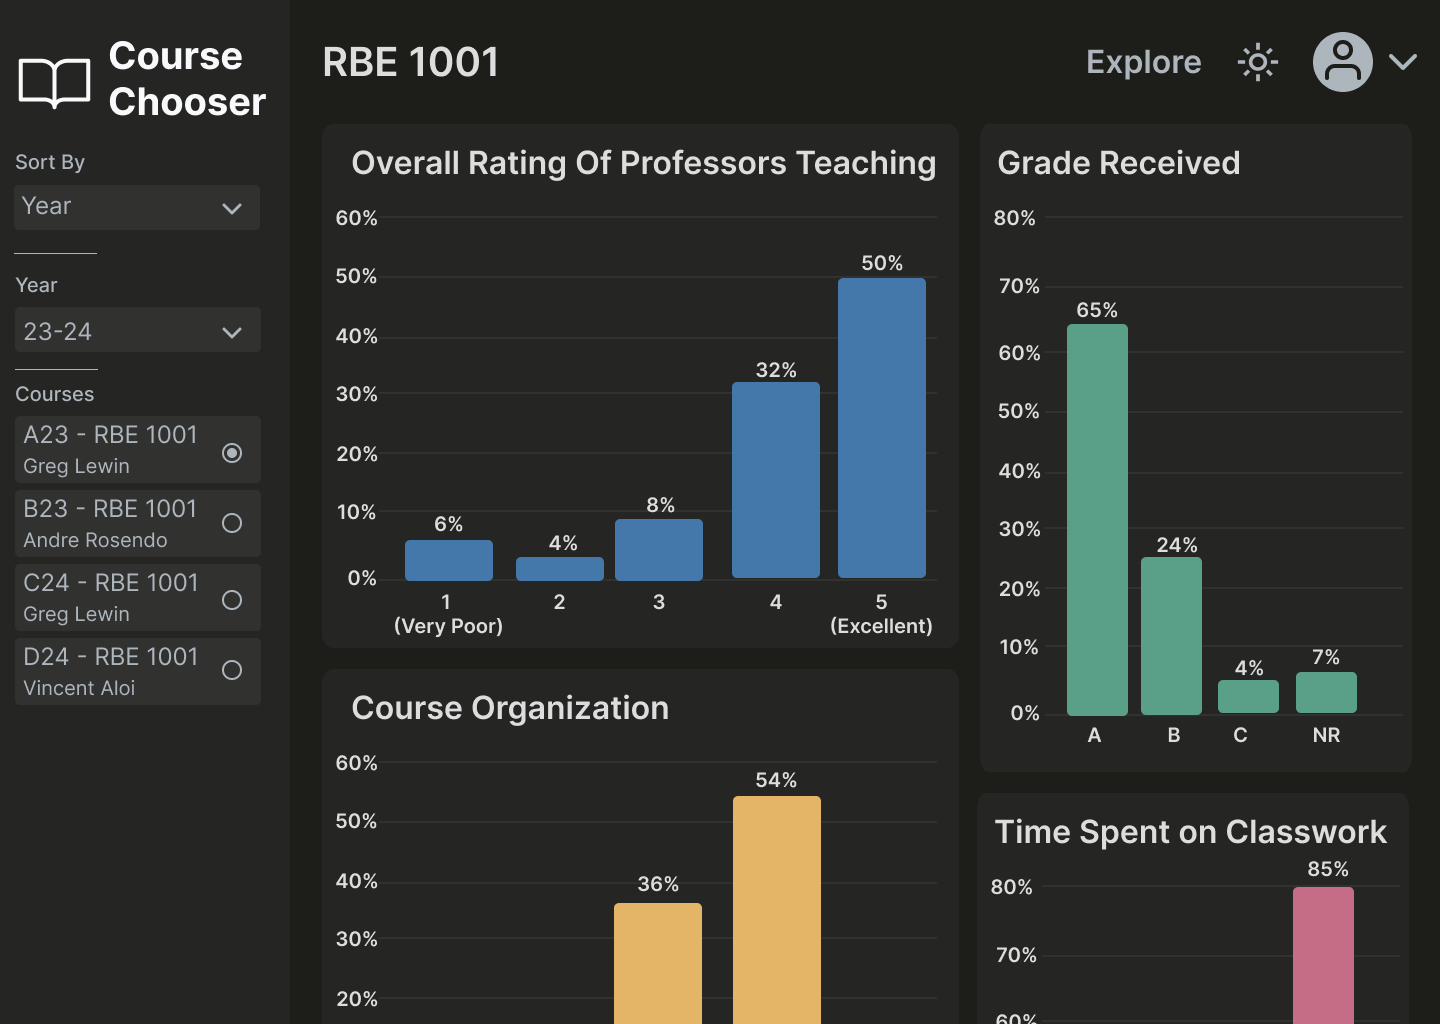 Course
Chooser
Sort By
Year
Year
23-24
Courses
A23 - RBE 1001
Greg Lewin
B23 - RBE 1001
Andre Rosendo
C24 - RBE 1001
Greg Lewin
D24 - RBE 1001
Vincent Aloi
RBE 1001
Explore
Overall Rating Of Professors Teaching
60%
50%
50%
40%
32%
30%
20%
10%
8%
6%
4%
0%
1
2
3
4
5
(Very Poor)
(Excellent)
Grade Received
80%
70%
65%
60%
50%
40%
30%
24%
20%
10%
4%
7%
0%
A
B
C
NR
Course Organization
60%
54%
50%
40%
36%
30%
20%
Time Spent on Classwork
85%
80%
70%
60%